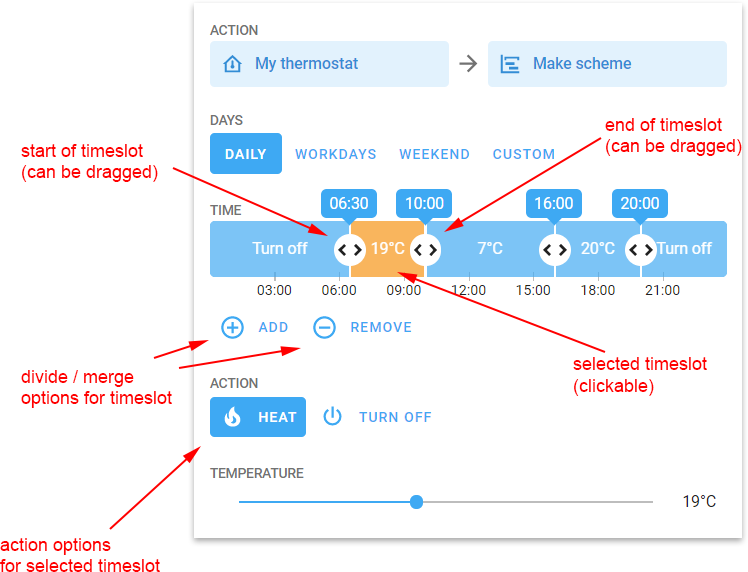 ACTION
My thermostat
Make scheme
DAYS
DAILY WORKDAYS WEEKEND CUSTOM
start of timeslot
(can be dragged)
end of timeslot
(can be dragged)
TIME
06:30 10:00 16:00 20:00
Turn off 19°C 7°C 20°C Turn off
03:00 06:00 09:00 12:00 15:00 18:00 21:00
ADD REMOVE
divide / merge
options for timeslot
selected timeslot
(clickable)
ACTION
HEAT TURN OFF
TEMPERATURE
19°C
action options
for selected timeslot